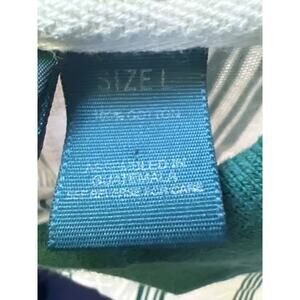 SIZE L
100% COTTON
ASSEMBLED IN
GUATEMALA
SEE REVERSE FOR CARE